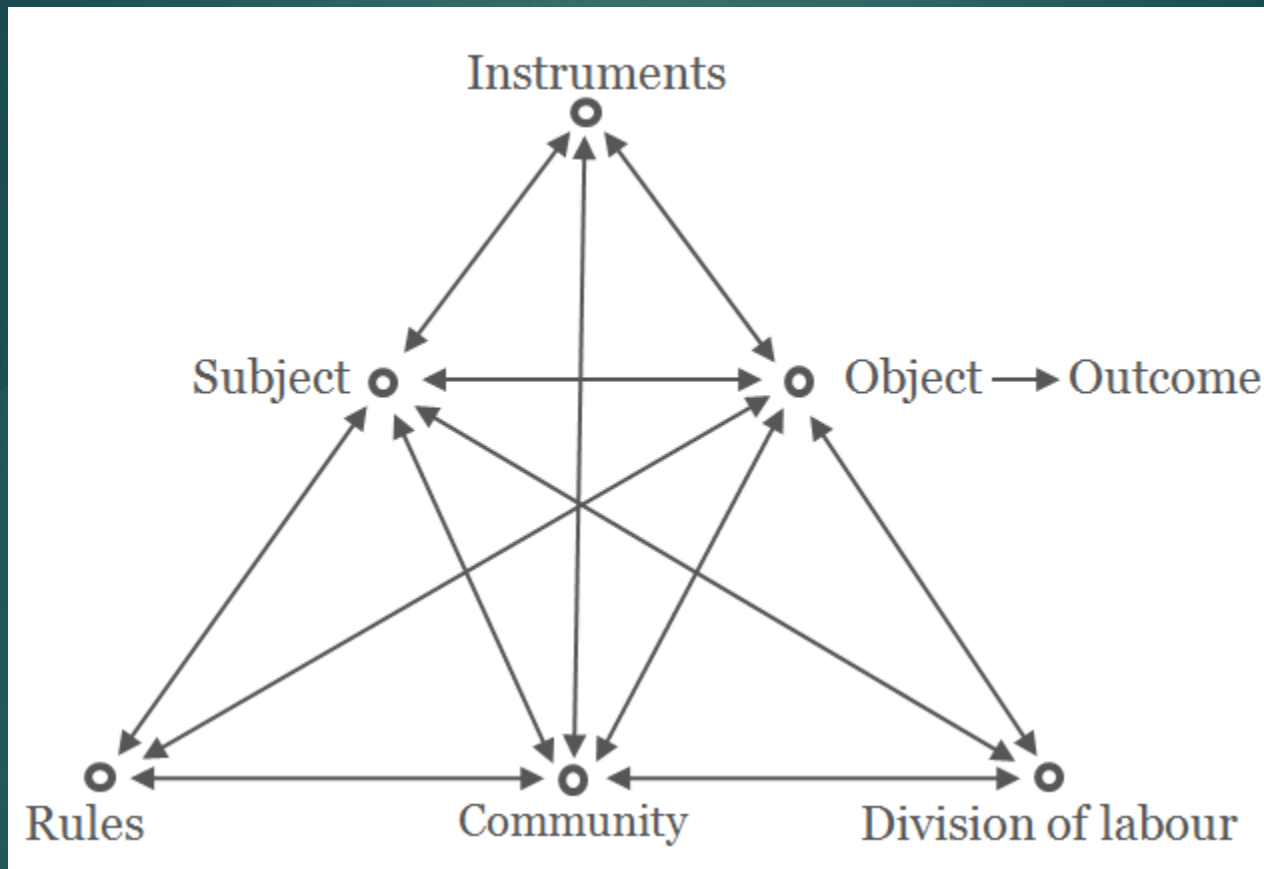 Instruments
Subject
Object
Outcome
Rules
Community
Division of labour